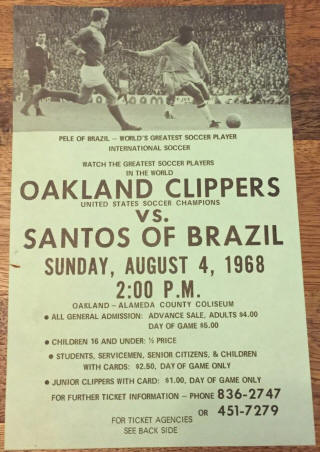 PELE OF BRAZIL – WORLD'S GREATEST SOCCER PLAYER
INTERNATIONAL SOCCER
WATCH THE GREATEST SOCCER PLAYERS
IN THE WORLD
OAKLAND CLIPPERS
UNITED STATES SOCCER CHAMPIONS
VS.
SANTOS OF BRAZIL
SUNDAY, AUGUST 4, 1968
2:00 P.M.
OAKLAND – ALAMEDA COUNTY COLISEUM
• ALL GENERAL ADMISSION: ADVANCE SALE, ADULTS $4.00
DAY OF GAME $5.00
• CHILDREN 16 AND UNDER: ½ PRICE
• STUDENTS, SERVICEMEN, SENIOR CITIZENS, & CHILDREN
WITH CARDS: $2.50, DAY OF GAME ONLY
• JUNIOR CLIPPERS WITH CARD: $1.00, DAY OF GAME ONLY
FOR FURTHER TICKET INFORMATION – PHONE 836-2747
OR 451-7279
FOR TICKET AGENCIES
SEE BACK SIDE